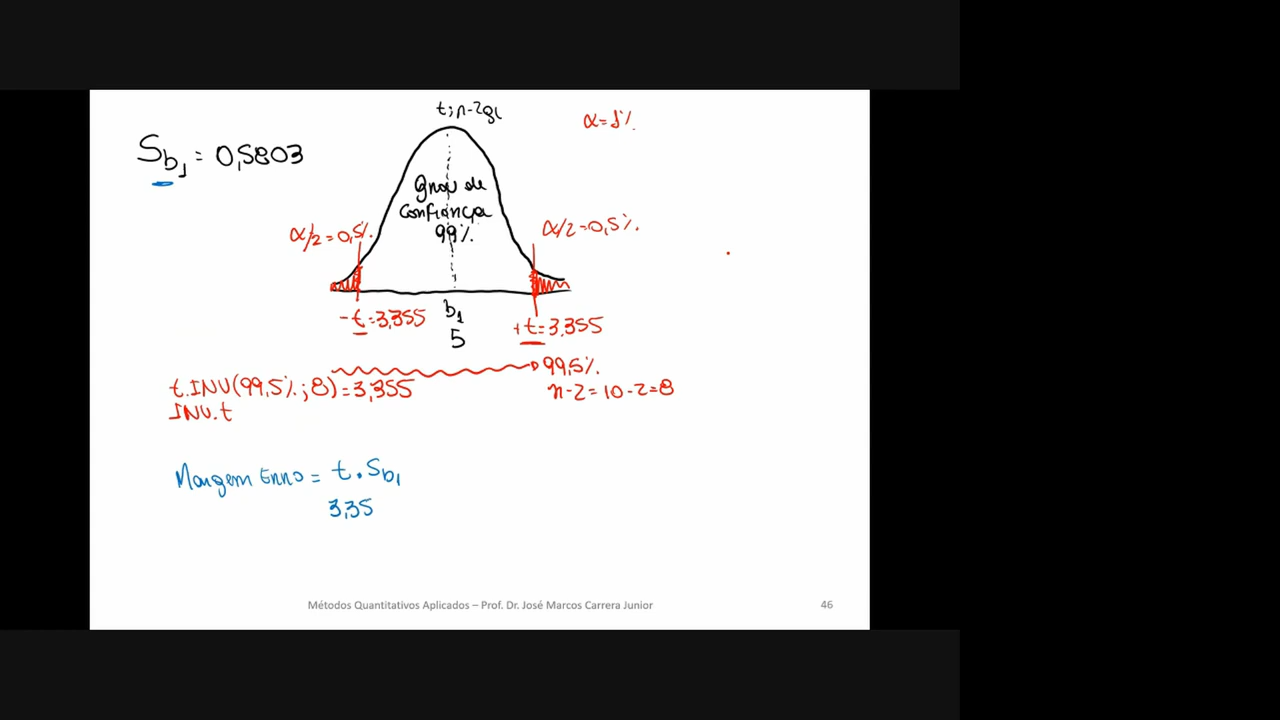 t; n-2gl
α=1%
Sb1 = 0,5803
grau de
confiança
99%
α/2=0,5%
α/2=0,5%
-t=3,355
b1
5
+t=3,355
99,5%
t.INV(99,5%;8)=3,355
n-2=10-2=8
INV.t
Margem Erro = t.Sb1
3,35
Métodos Quantitativos Aplicados – Prof. Dr. José Marcos Carrera Junior
46